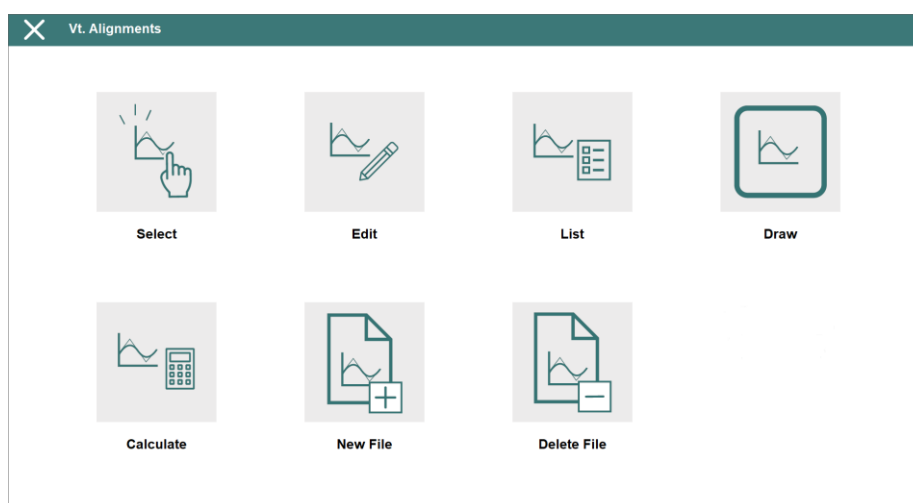 Vt. Alignments
Select
Edit
List
Draw
Calculate
New File
Delete File